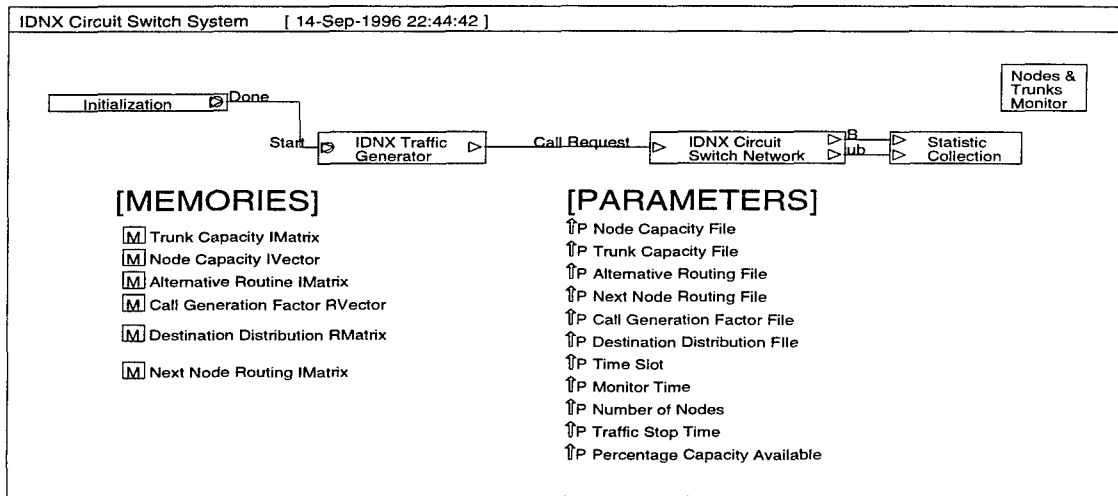 IDNX Circuit Switch System [ 14-Sep-1996 22:44:42 ]
Nodes &
Trunks
Monitor
Initialization
Done
Start
IDNX Traffic
Generator
Call Request
IDNX Circuit
Switch Network
B
ub
Statistic
Collection
[MEMORIES]
M Trunk Capacity IMatrix
M Node Capacity IVector
M Alternative Routine IMatrix
M Call Generation Factor RVector
M Destination Distribution RMatrix
M Next Node Routing IMatrix
[PARAMETERS]
⇑P Node Capacity File
⇑P Trunk Capacity File
⇑P Alternative Routing File
⇑P Next Node Routing File
⇑P Call Generation Factor File
⇑P Destination Distribution FIle
⇑P Time Slot
⇑P Monitor Time
⇑P Number of Nodes
⇑P Traffic Stop Time
⇑P Percentage Capacity Available